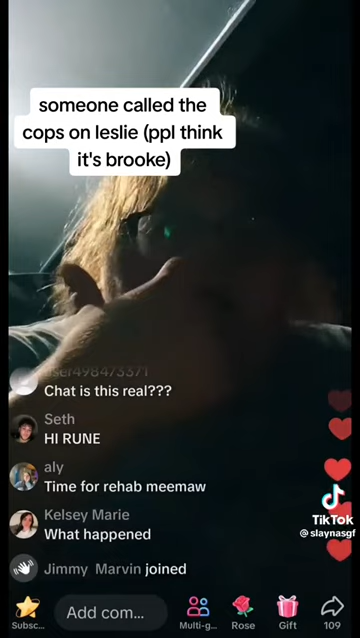 someone called the
cops on leslie (ppl think
it's brooke)
user498473371
Chat is this real???
Seth
HI RUNE
aly
Time for rehab meemaw
Kelsey Marie
What happened
Jimmy Marvin joined
TikTok
@slaynasgf
Subsc...
Add com...
Multi-g...
Rose
Gift
109